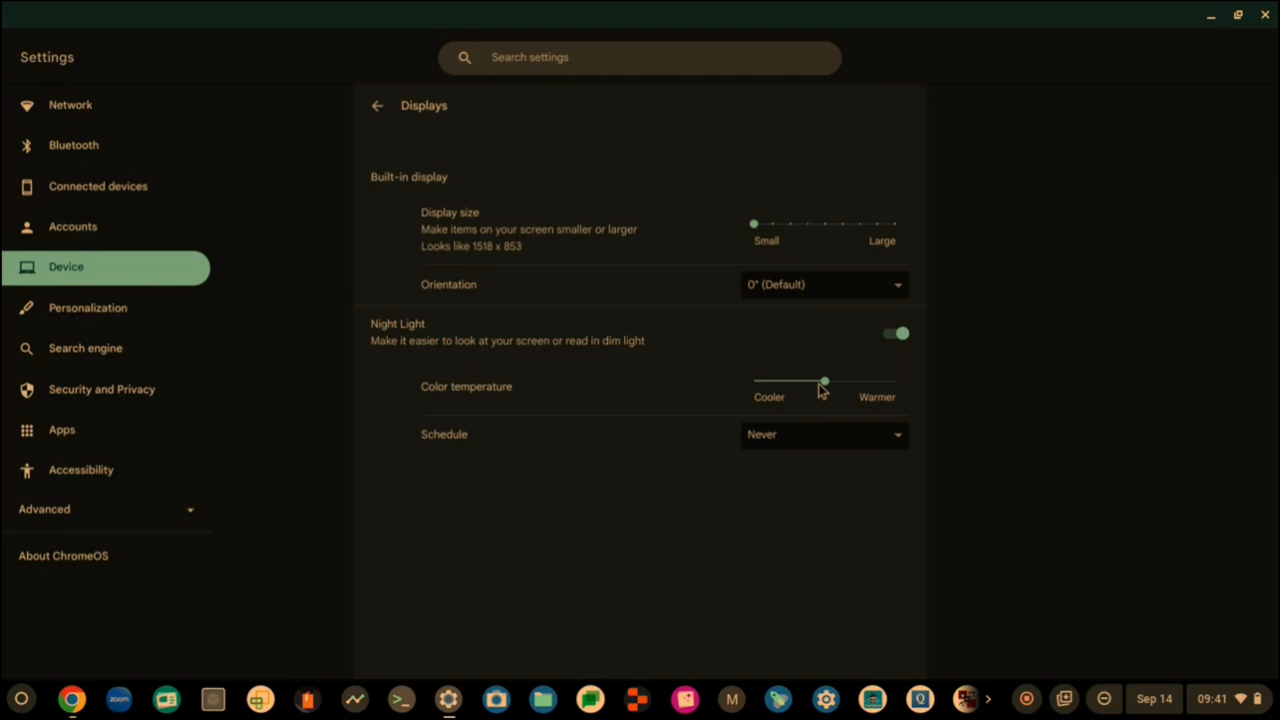 Settings
Search settings
Network
Bluetooth
Connected devices
Accounts
Device
Personalization
Search engine
Security and Privacy
Apps
Accessibility
Advanced
About ChromeOS
Displays
Built-in display
Display size
Make items on your screen smaller or larger
Looks like 1518 x 853
Small
Large
Orientation
0° (Default)
Night Light
Make it easier to look at your screen or read in dim light
Color temperature
Cooler
Warmer
Schedule
Never
zoom
M
Q
Sep 14
09:41